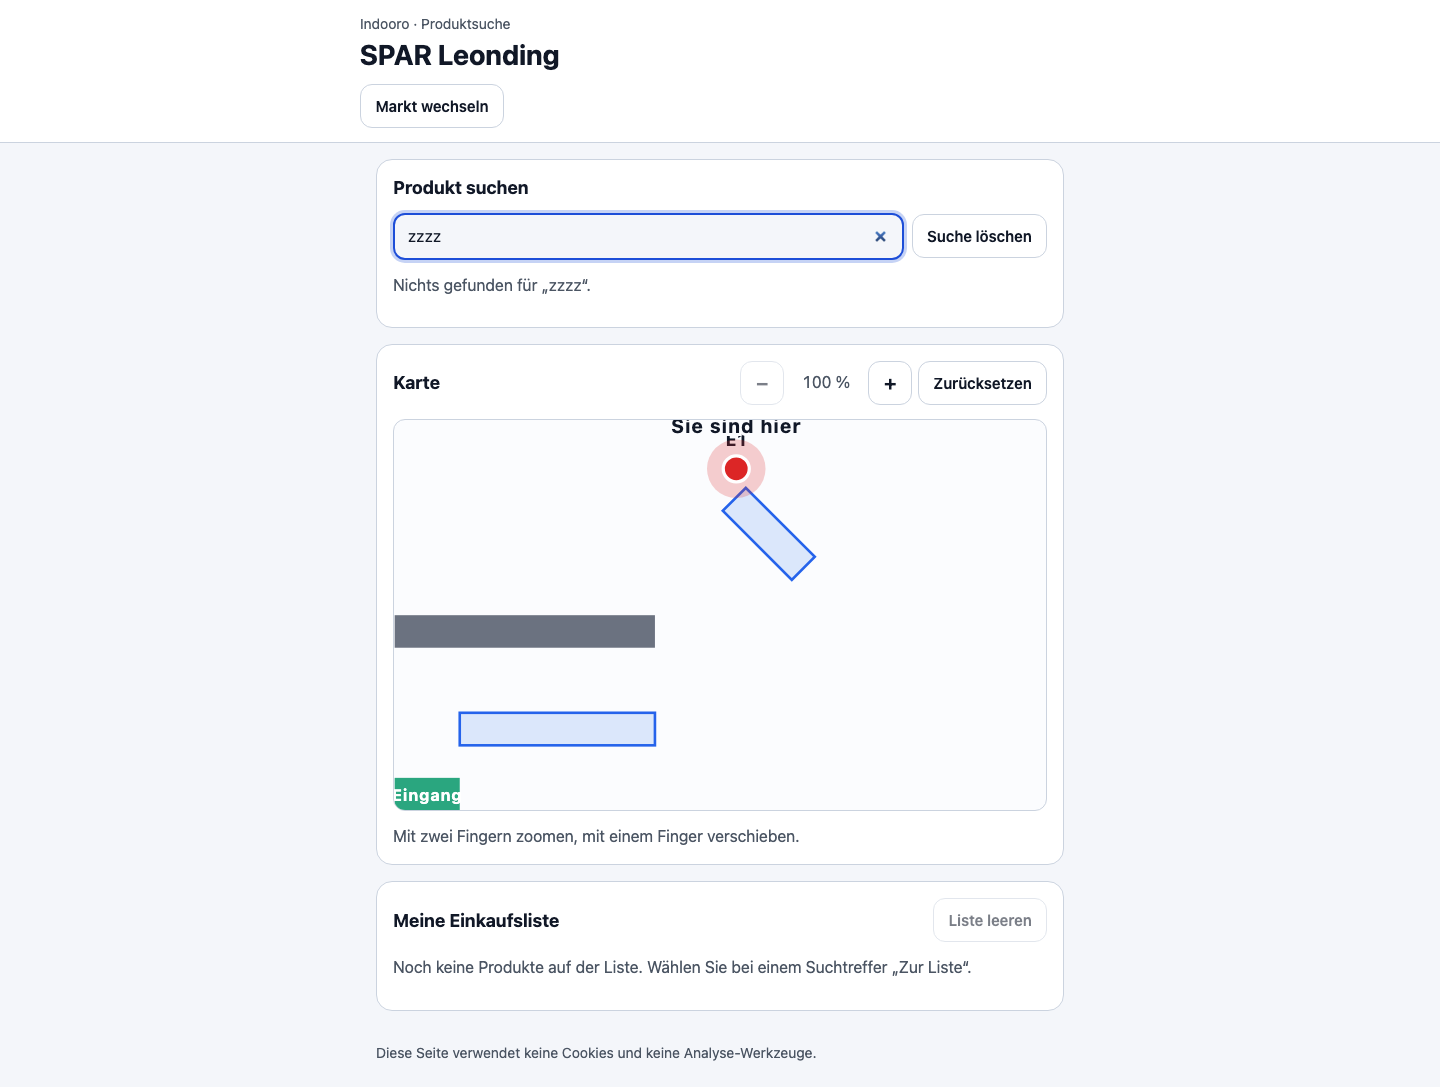 Indooro · Produktsuche
SPAR Leonding
Markt wechseln
Produkt suchen
zzzz
Suche löschen
Nichts gefunden für „zzzz“.
Karte
− 100 % + Zurücksetzen
Sie sind hier
E1
Eingang
Mit zwei Fingern zoomen, mit einem Finger verschieben.
Meine Einkaufsliste
Liste leeren
Noch keine Produkte auf der Liste. Wählen Sie bei einem Suchtreffer „Zur Liste“.
Diese Seite verwendet keine Cookies und keine Analyse-Werkzeuge.